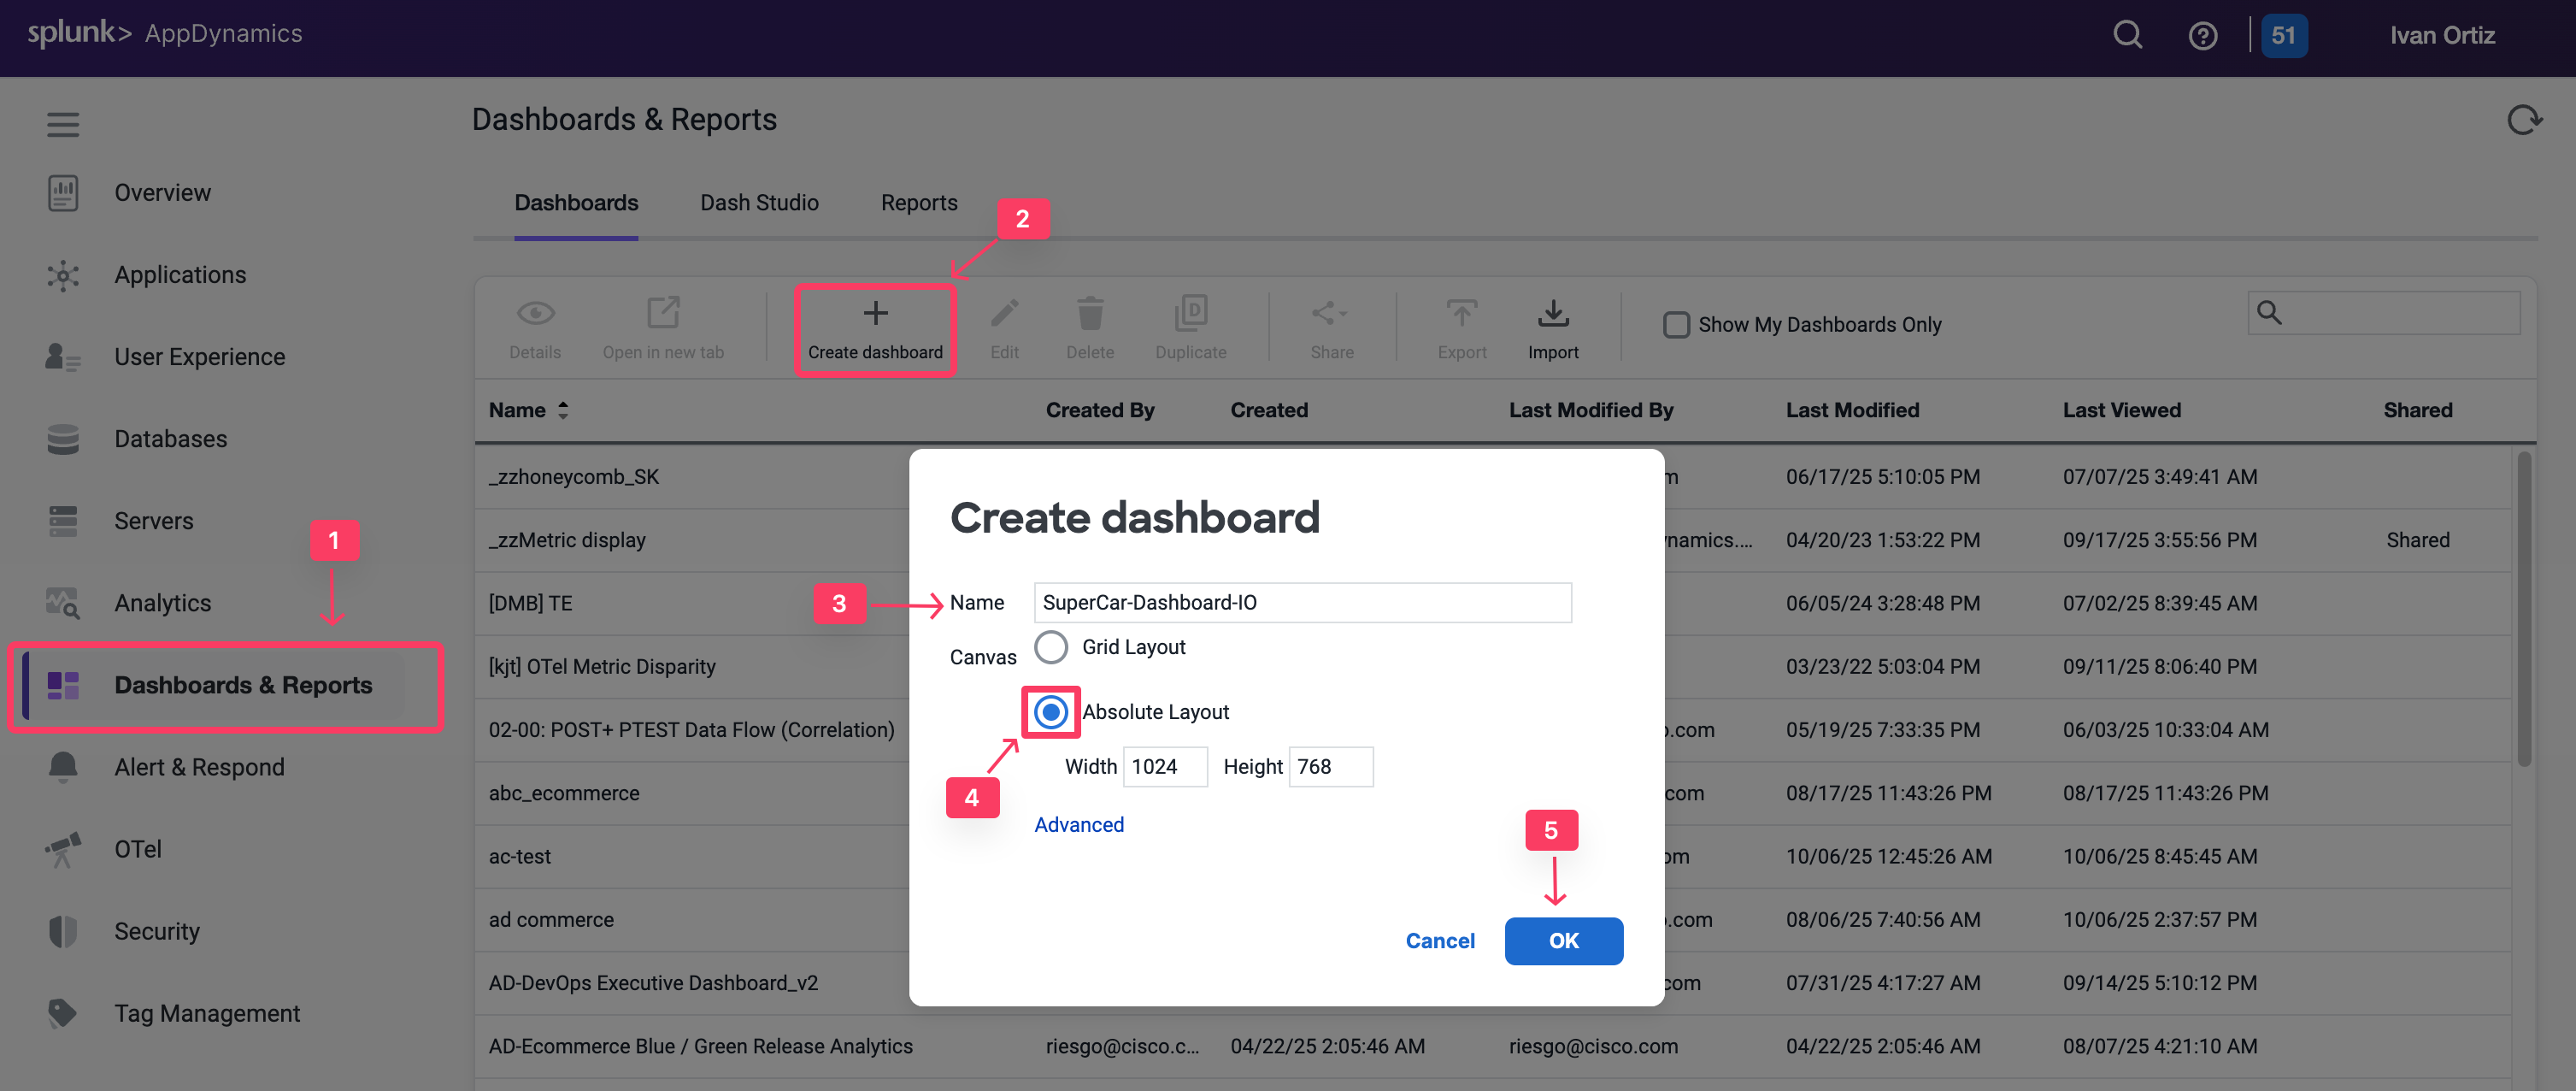 splunk> AppDynamics
51
Ivan Ortiz
Dashboards & Reports
Overview
Applications
User Experience
Databases
Servers
1
Analytics
Dashboards & Reports
Alert & Respond
OTel
Security
Tag Management
Dashboards Dash Studio Reports
2
Details Open in new tab Create dashboard Edit Delete Duplicate Share Export Import Show My Dashboards Only
Name Created By Created Last Modified By Last Modified Last Viewed Shared
_zzhoneycomb_SK m 06/17/25 5:10:05 PM 07/07/25 3:49:41 AM
_zzMetric display namics.... 04/20/23 1:53:22 PM 09/17/25 3:55:56 PM Shared
[DMB] TE 06/05/24 3:28:48 PM 07/02/25 8:39:45 AM
[kjt] OTel Metric Disparity 03/23/22 5:03:04 PM 09/11/25 8:06:40 PM
02-00: POST+ PTEST Data Flow (Correlation) .com 05/19/25 7:33:35 PM 06/03/25 10:33:04 AM
abc_ecommerce com 08/17/25 11:43:26 PM 08/17/25 11:43:26 PM
ac-test om 10/06/25 12:45:26 AM 10/06/25 8:45:45 AM
ad commerce .com 08/06/25 7:40:56 AM 10/06/25 2:37:57 PM
AD-DevOps Executive Dashboard_v2 com 07/31/25 4:17:27 AM 09/14/25 5:10:12 PM
AD-Ecommerce Blue / Green Release Analytics riesgo@cisco.c... 04/22/25 2:05:46 AM riesgo@cisco.com 04/22/25 2:05:46 AM 08/07/25 4:21:10 AM
Create dashboard
3
Name SuperCar-Dashboard-IO
Canvas Grid Layout
Absolute Layout
4
Width 1024 Height 768
Advanced
5
Cancel OK